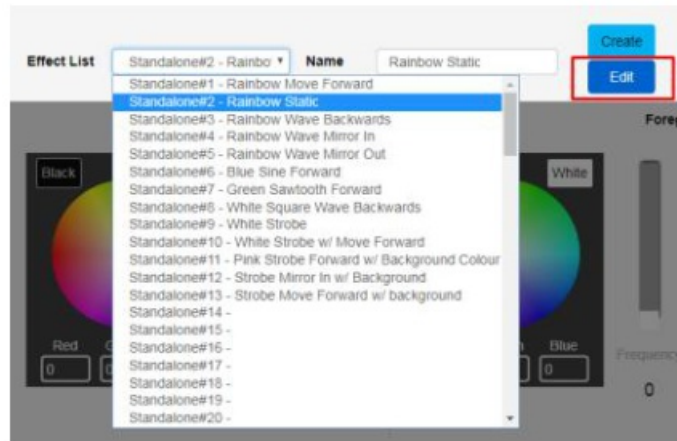 Create
Effect List Standalone#2 - Rainbo Name Rainbow Static
Edit
Standalone#1 - Rainbow Move Forward
Standalone#2 - Rainbow Static
Standalone#3 - Rainbow Wave Backwards
Standalone#4 - Rainbow Wave Mirror In
Standalone#5 - Rainbow Wave Mirror Out
Standalone#6 - Blue Sine Forward
Standalone#7 - Green Sawtooth Forward
Standalone#8 - White Square Wave Backwards
Standalone#9 - White Strobe
Standalone#10 - White Strobe w/ Move Forward
Standalone#11 - Pink Strobe Forward w/ Background Colour
Standalone#12 - Strobe Mirror In w/ Background
Standalone#13 - Strobe Move Forward w/ background
Standalone#14 -
Standalone#15 -
Standalone#16 -
Standalone#17 -
Standalone#18 -
Standalone#19 -
Standalone#20 -
Black
White
Red
Blue
0
0
0